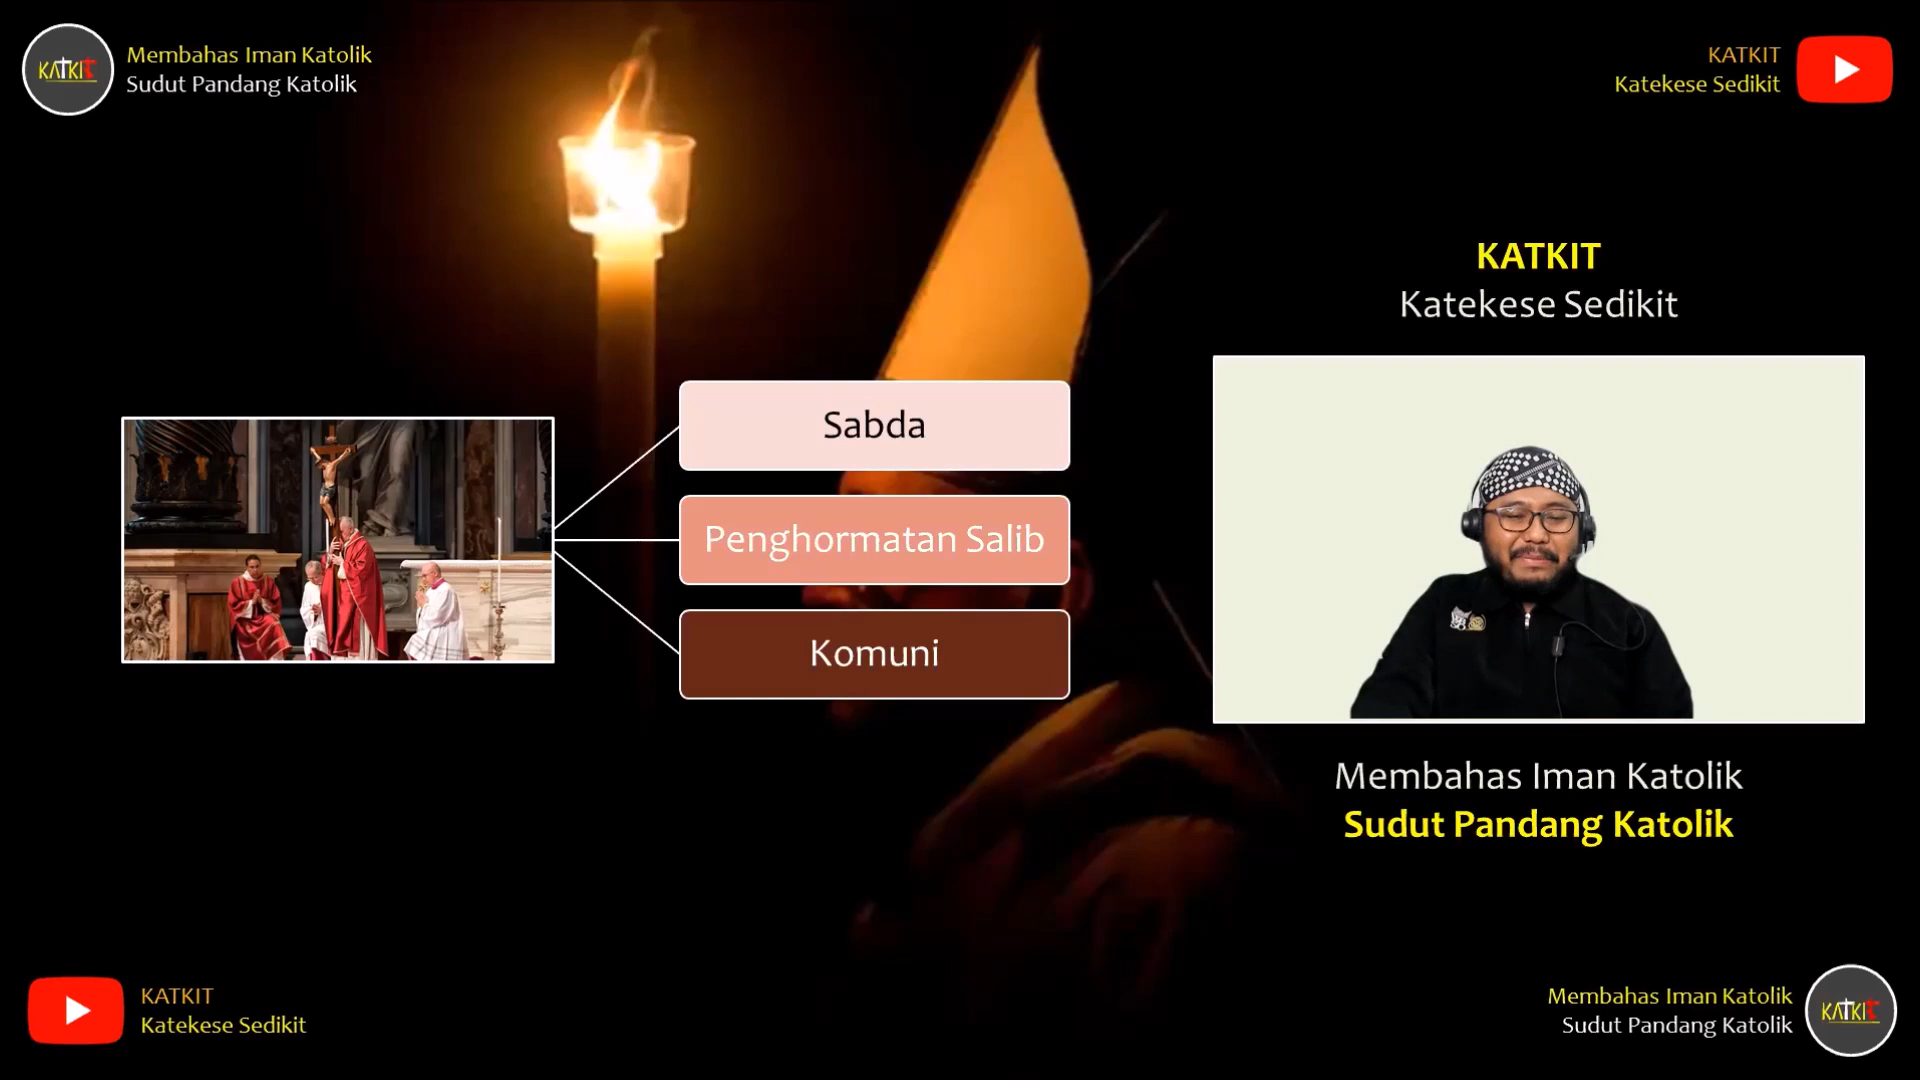 KATKIT
Membahas Iman Katolik
Sudut Pandang Katolik
KATKIT
Katekese Sedikit
KATKIT
Katekese Sedikit
Sabda
Penghormatan Salib
Komuni
Membahas Iman Katolik
Sudut Pandang Katolik
KATKIT
Katekese Sedikit
Membahas Iman Katolik
Sudut Pandang Katolik
KATKIT